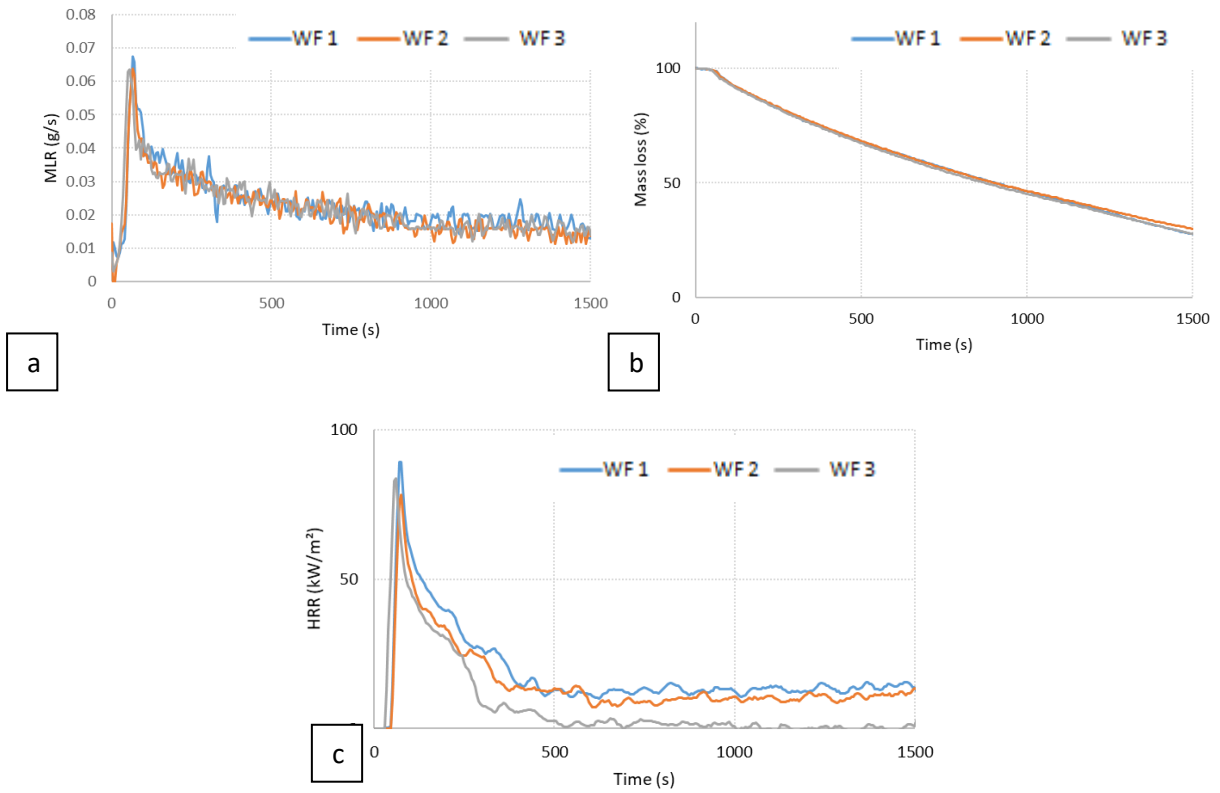 0.08
0.07
0.06
0.05
0.04
0.03
0.02
0.01
0
MLR (g/s)
WF 1 WF 2 WF 3
0 500 1000 1500
Time (s)
a
100
50
0
Mass loss (%)
WF 1 WF 2 WF 3
0 500 1000 1500
Time (s)
b
100
50
HRR (kW/m²)
WF 1 WF 2 WF 3
0 500 1000 1500
Time (s)
c